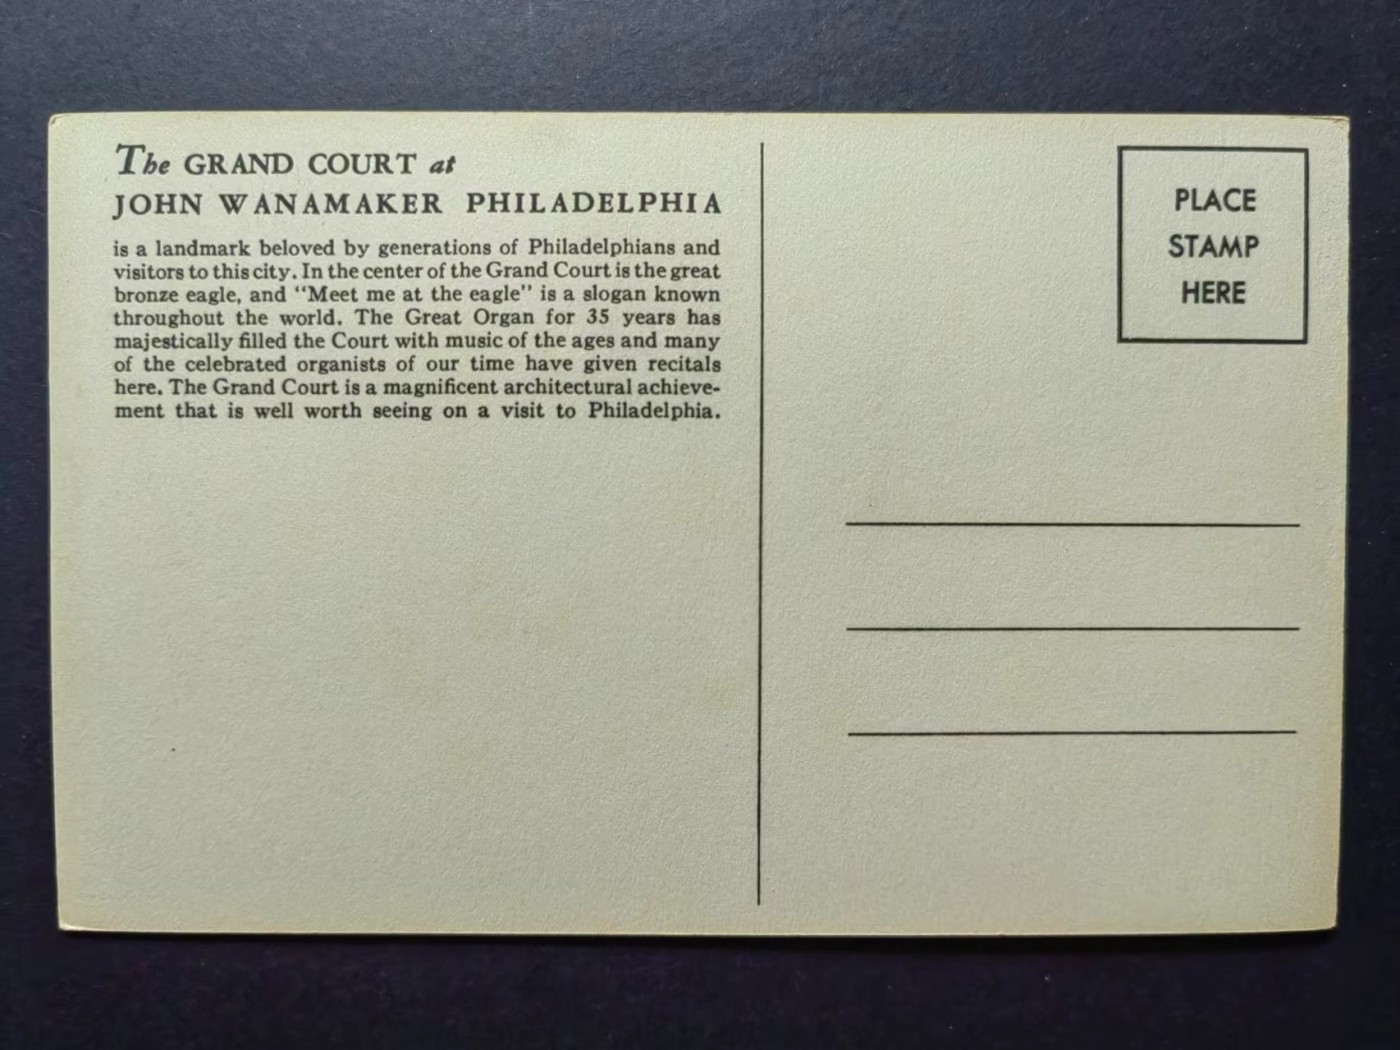 The GRAND COURT at
JOHN WANAMAKER PHILADELPHIA
is a landmark beloved by generations of Philadelphians and
visitors to this city. In the center of the Grand Court is the great
bronze eagle, and "Meet me at the eagle" is a slogan known
throughout the world. The Great Organ for 35 years has
majestically filled the Court with music of the ages and many
of the celebrated organists of our time have given recitals
here. The Grand Court is a magnificent architectural achieve-
ment that is well worth seeing on a visit to Philadelphia.
PLACE
STAMP
HERE